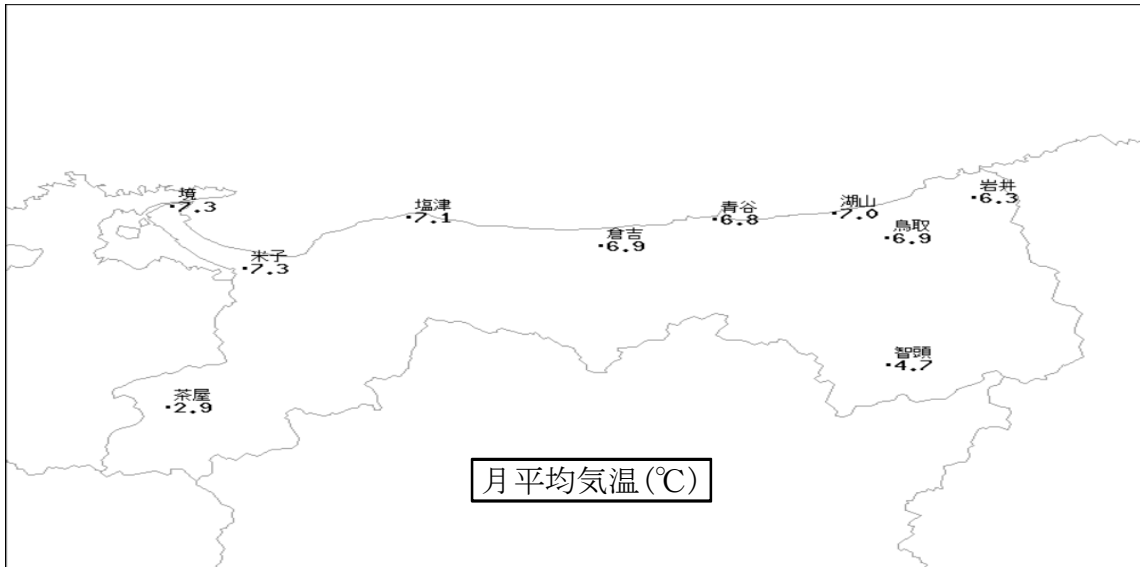 境
7.3
米子
7.3
塩津
7.1
倉吉
6.9
青谷
6.8
湖山
7.0
鳥取
6.9
岩井
6.3
智頭
4.7
茶屋
2.9
月平均気温(℃)